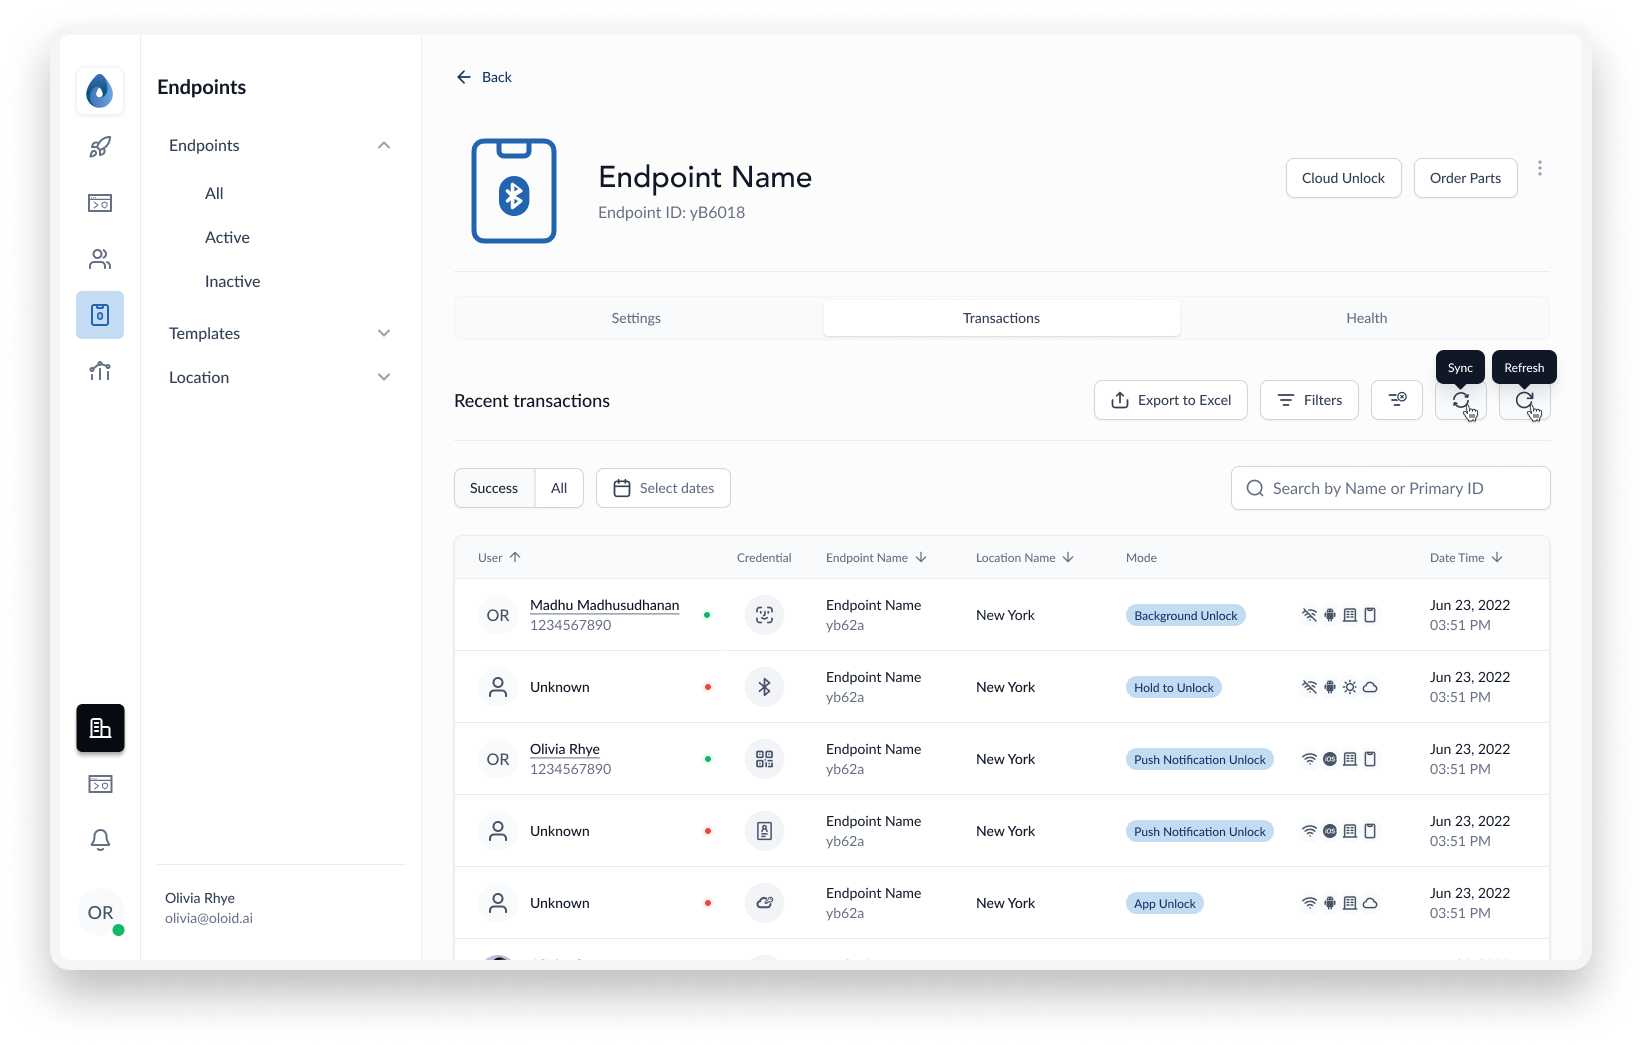 Endpoints
Endpoints
All
Active
Inactive
Templates
Location
OR
Olivia Rhye
olivia@oloid.ai
Back
Endpoint Name
Endpoint ID: yB6018
Cloud Unlock
Order Parts
Settings
Transactions
Health
Sync
Refresh
Recent transactions
Export to Excel
Filters
Success
All
Select dates
Search by Name or Primary ID
User
Credential
Endpoint Name
Location Name
Mode
Date Time
OR
Madhu Madhusudhanan
1234567890
Endpoint Name
yb62a
New York
Background Unlock
Jun 23, 2022
03:51 PM
Unknown
Endpoint Name
yb62a
New York
Hold to Unlock
Jun 23, 2022
03:51 PM
OR
Olivia Rhye
1234567890
Endpoint Name
yb62a
New York
Push Notification Unlock
iOS
Jun 23, 2022
03:51 PM
Unknown
Endpoint Name
yb62a
New York
Push Notification Unlock
iOS
Jun 23, 2022
03:51 PM
Unknown
Endpoint Name
yb62a
New York
App Unlock
Jun 23, 2022
03:51 PM